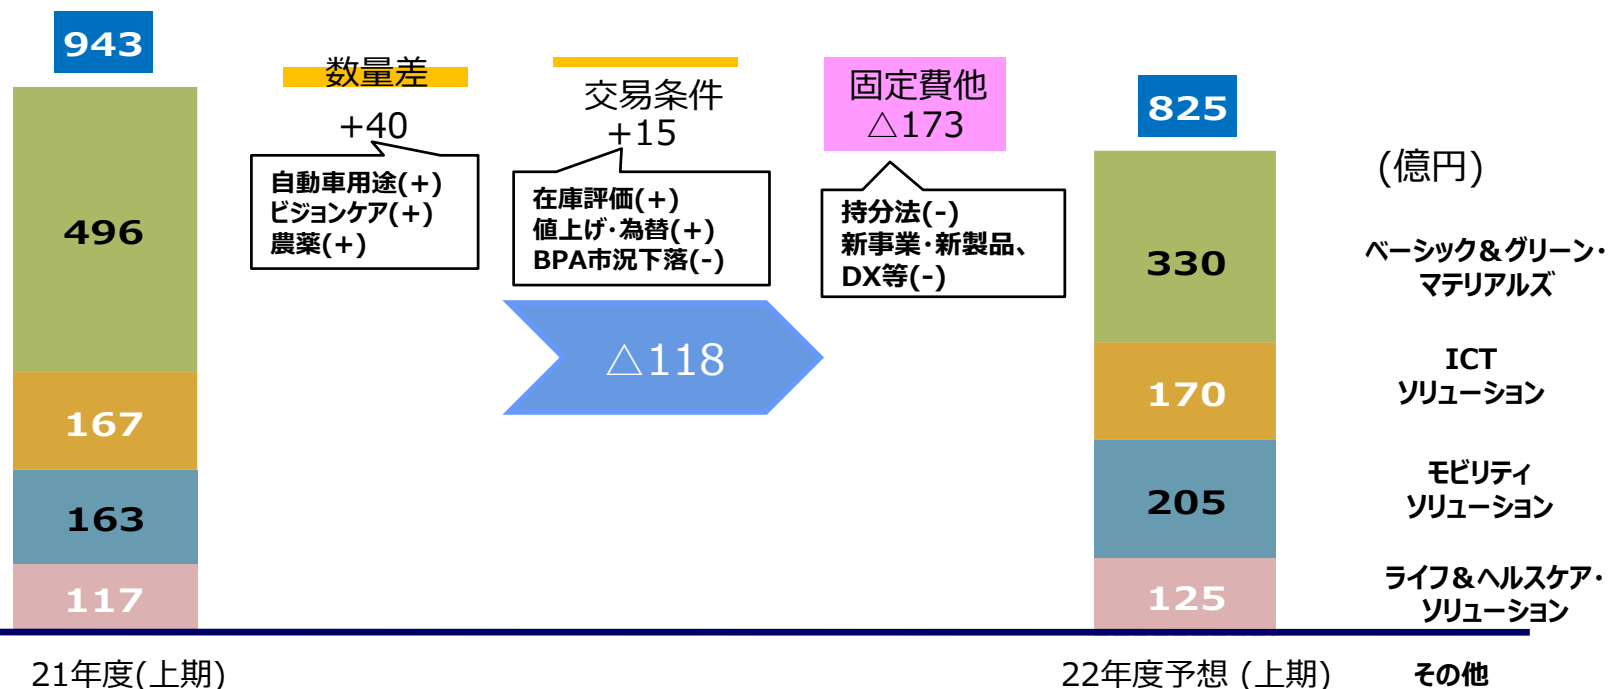 943
数量差
+40
自動車用途(+)
ビジョンケア(+)
農薬(+)
交易条件
+15
在庫評価(+)
値上げ・為替(+)
BPA市況下落(-)
固定費他
△173
持分法(-)
新事業・新製品、
DX等(-)
825
(億円)
496
167
163
117
△118
330
170
205
125
ベーシック&グリーン・
マテリアルズ
ICT
ソリューション
モビリティ
ソリューション
ライフ&ヘルスケア・
ソリューション
21年度(上期)
22年度予想 (上期)
その他